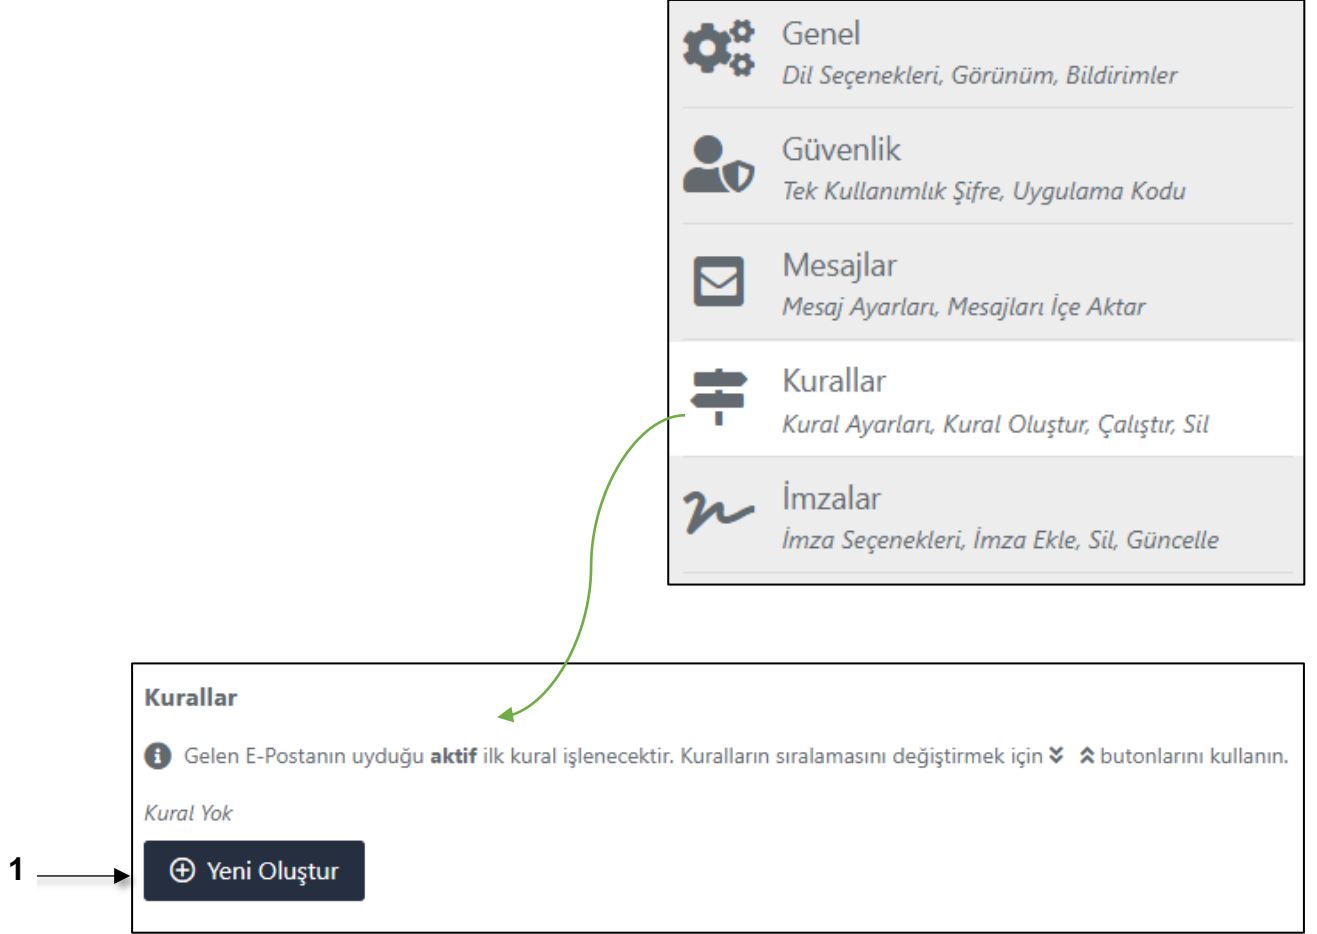 Genel
Dil Seçenekleri, Görünüm, Bildirimler
Güvenlik
Tek Kullanımlık Şifre, Uygulama Kodu
Mesajlar
Mesaj Ayarları, Mesajları İçe Aktar
Kurallar
Kural Ayarları, Kural Oluştur, Çalıştır, Sil
İmzalar
İmza Seçenekleri, İmza Ekle, Sil, Güncelle
Kurallar
Gelen E-Postanın uyduğu aktif ilk kural işlenecektir. Kuralların sıralamasını değiştirmek için butonlarını kullanın.
Kural Yok
1
Yeni Oluştur